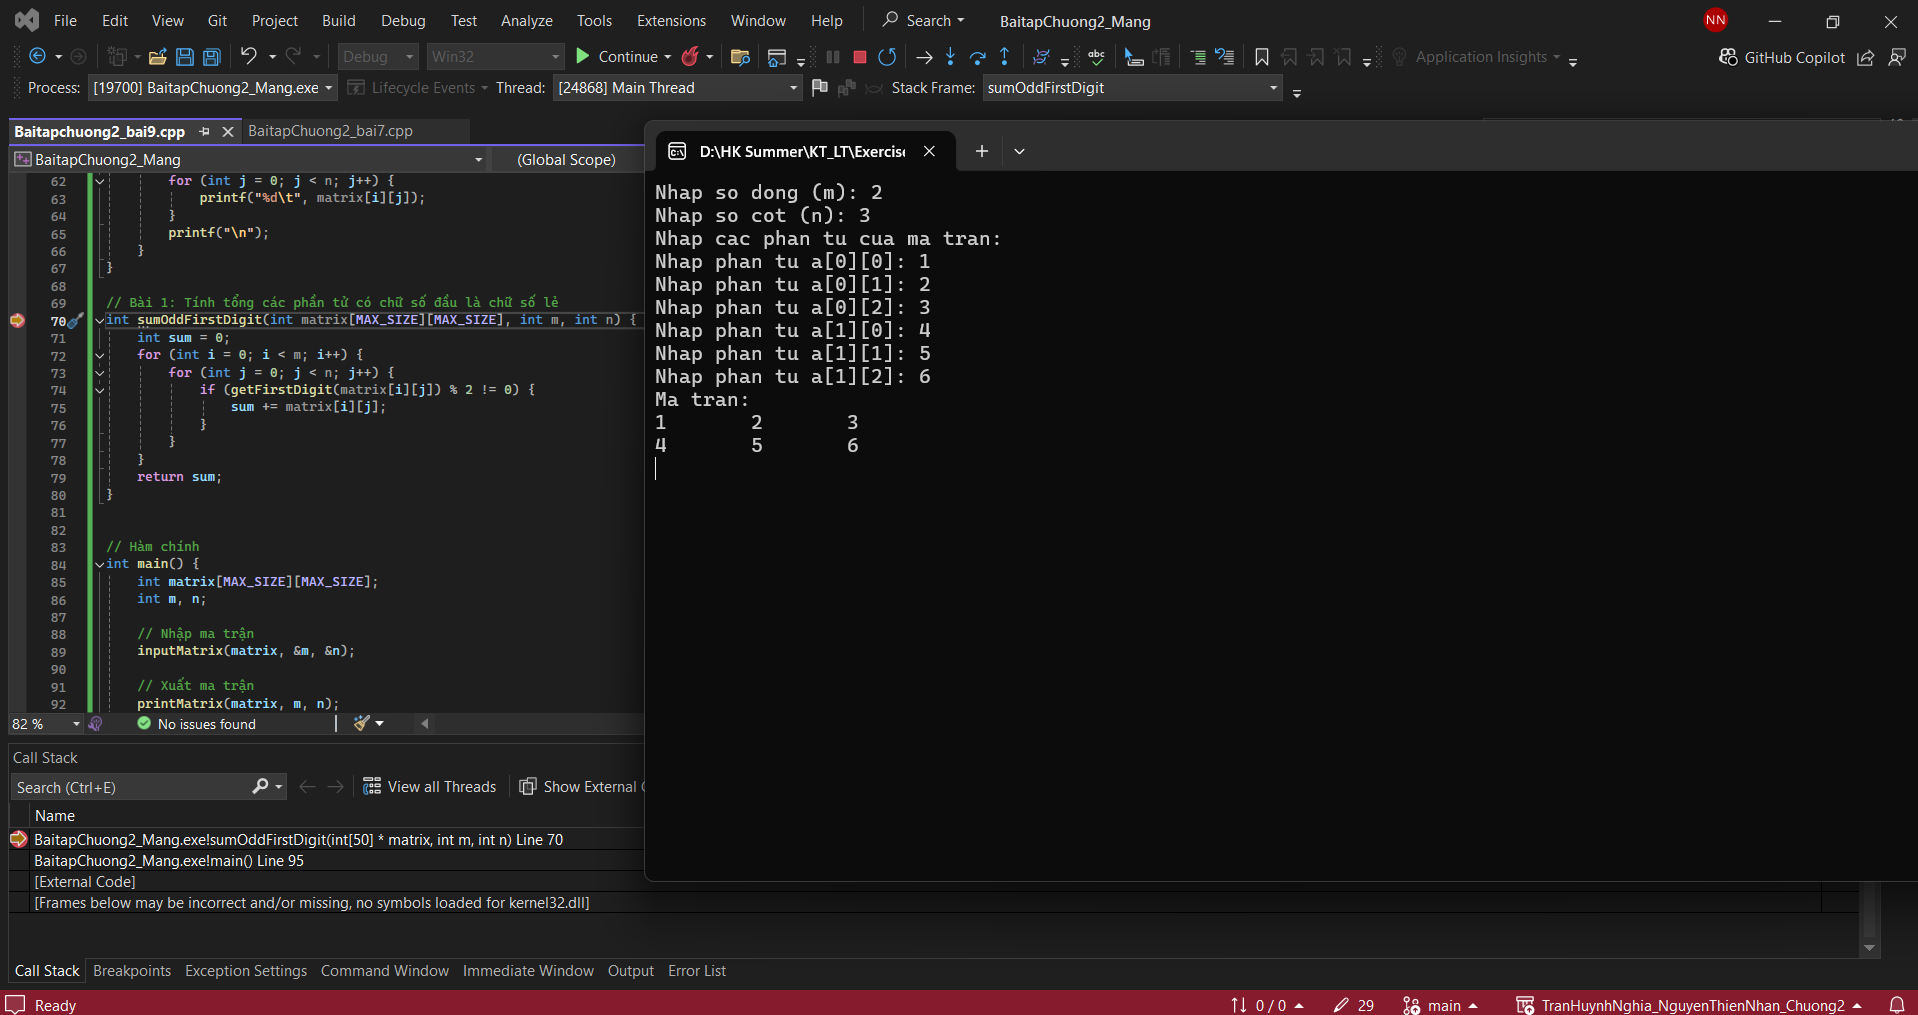 File Edit View Git Project Build Debug Test Analyze Tools Extensions Window Help Search BaitapChuong2_Mang NN
Debug Win32 Continue Application Insights GitHub Copilot
Process: [19700] BaitapChuong2_Mang.exe Lifecycle Events Thread: [24868] Main Thread Stack Frame: sumOddFirstDigit
Baitapchuong2_bai9.cpp BaitapChuong2_bai7.cpp
BaitapChuong2_Mang (Global Scope)
62 for (int j = 0; j < n; j++) {
63 printf("%d\t", matrix[i][j]);
64 }
65 printf("\n");
66 }
67 }
68
69 // Bài 1: Tính tổng các phần tử có chữ số đầu là chữ số lẻ
70 int sumOddFirstDigit(int matrix[MAX_SIZE][MAX_SIZE], int m, int n) {
71 int sum = 0;
72 for (int i = 0; i < m; i++) {
73 for (int j = 0; j < n; j++) {
74 if (getFirstDigit(matrix[i][j]) % 2 != 0) {
75 sum += matrix[i][j];
76 }
77 }
78 }
79 return sum;
80 }
81
82
83 // Hàm chính
84 int main() {
85 int matrix[MAX_SIZE][MAX_SIZE];
86 int m, n;
87
88 // Nhập ma trận
89 inputMatrix(matrix, &m, &n);
90
91 // Xuất ma trận
92 printMatrix(matrix, m, n);
82 % No issues found
D:\HK Summer\KT_LT\Exercis
Nhap so dong (m): 2
Nhap so cot (n): 3
Nhap cac phan tu cua ma tran:
Nhap phan tu a[0][0]: 1
Nhap phan tu a[0][1]: 2
Nhap phan tu a[0][2]: 3
Nhap phan tu a[1][0]: 4
Nhap phan tu a[1][1]: 5
Nhap phan tu a[1][2]: 6
Ma tran:
1 2 3
4 5 6
Call Stack
Search (Ctrl+E) View all Threads Show External
Name
BaitapChuong2_Mang.exe!sumOddFirstDigit(int[50] * matrix, int m, int n) Line 70
BaitapChuong2_Mang.exe!main() Line 95
[External Code]
[Frames below may be incorrect and/or missing, no symbols loaded for kernel32.dll]
Call Stack Breakpoints Exception Settings Command Window Immediate Window Output Error List
Ready 0 / 0 29 main TranHuynhNghia_NguyenThienNhan_Chuong2